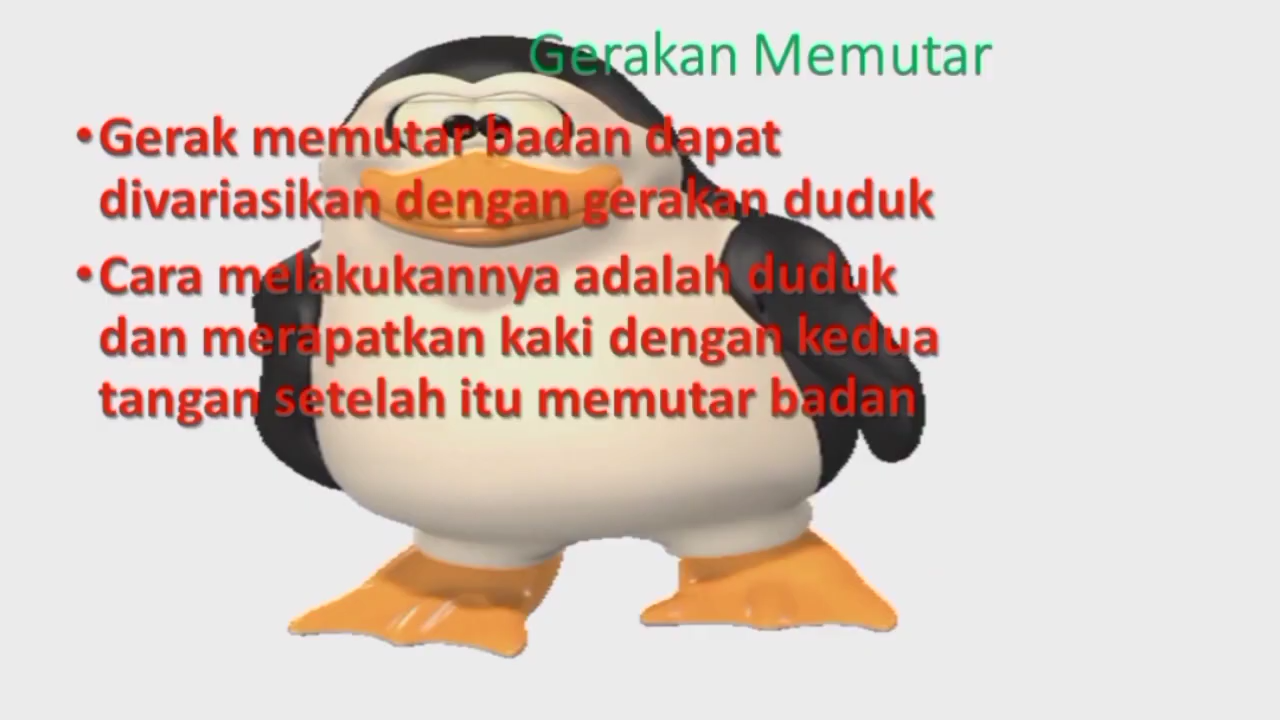 Gerakan Memutar
•Gerak memutar badan dapat
divariasikan dengan gerakan duduk
•Cara melakukannya adalah duduk
dan merapatkan kaki dengan kedua
tangan setelah itu memutar badan